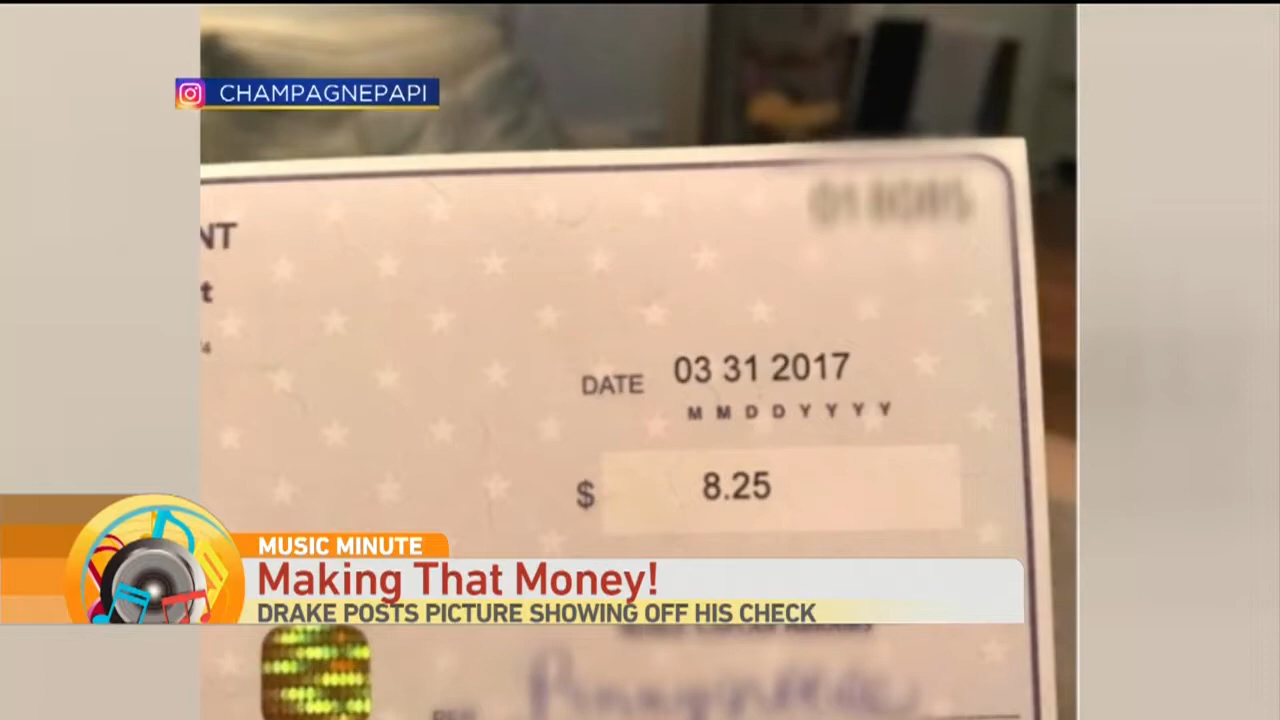 CHAMPAGNEPAPI
NT
t
DATE 03 31 2017
M M D D Y Y Y Y
$ 8.25
MUSIC MINUTE
Making That Money!
DRAKE POSTS PICTURE SHOWING OFF HIS CHECK